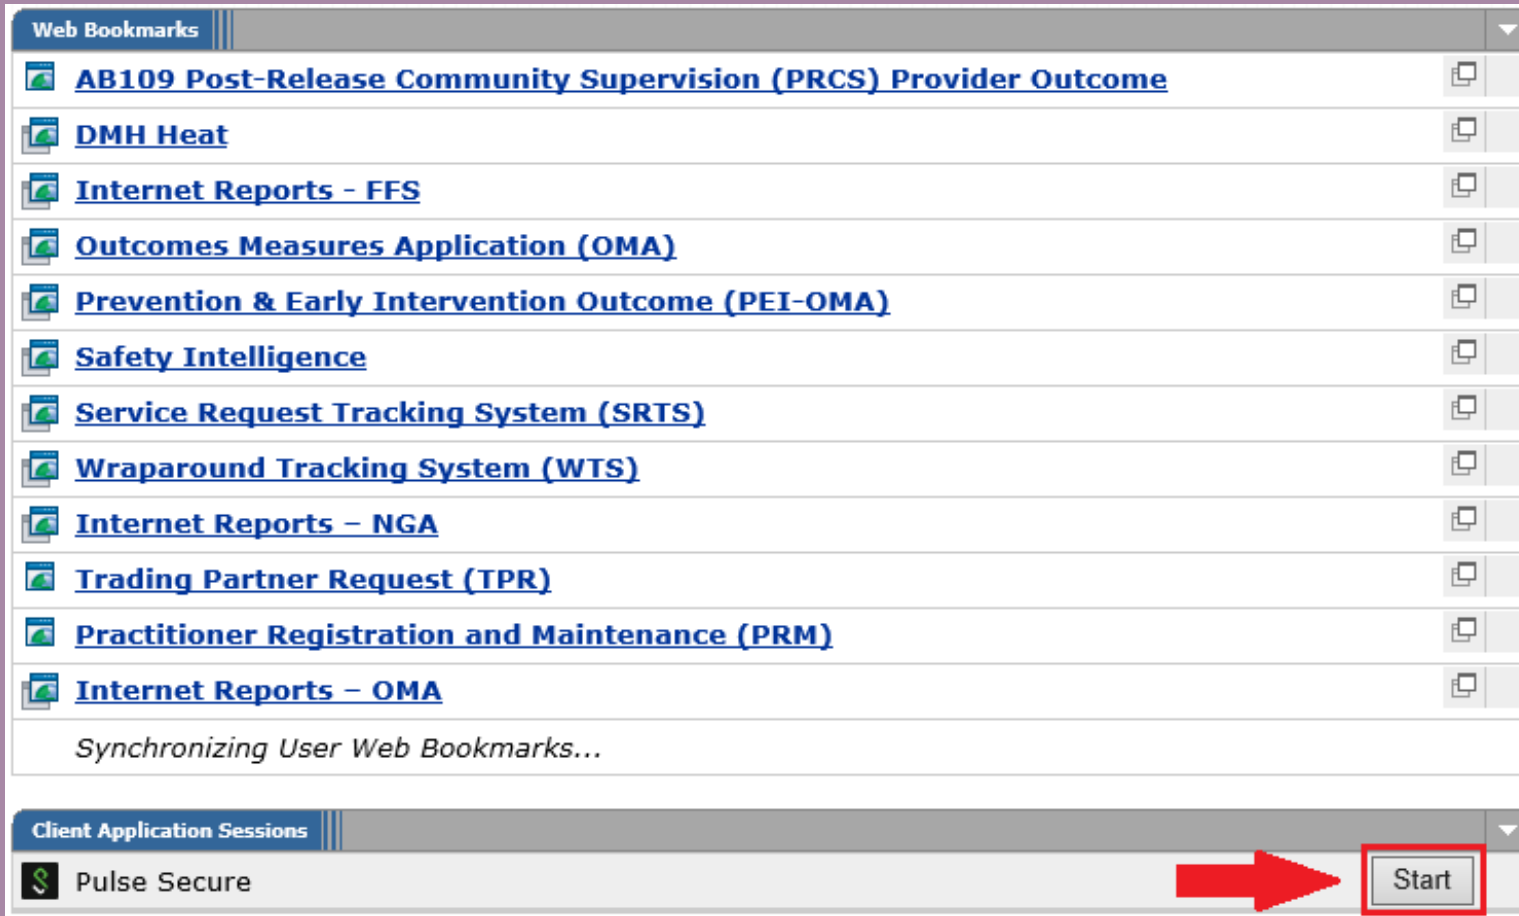 Web Bookmarks
AB109 Post-Release Community Supervision (PRCS) Provider Outcome
DMH Heat
Internet Reports - FFS
Outcomes Measures Application (OMA)
Prevention & Early Intervention Outcome (PEI-OMA)
Safety Intelligence
Service Request Tracking System (SRTS)
Wraparound Tracking System (WTS)
Internet Reports – NGA
Trading Partner Request (TPR)
Practitioner Registration and Maintenance (PRM)
Internet Reports – OMA
Synchronizing User Web Bookmarks...
Client Application Sessions
Pulse Secure Start